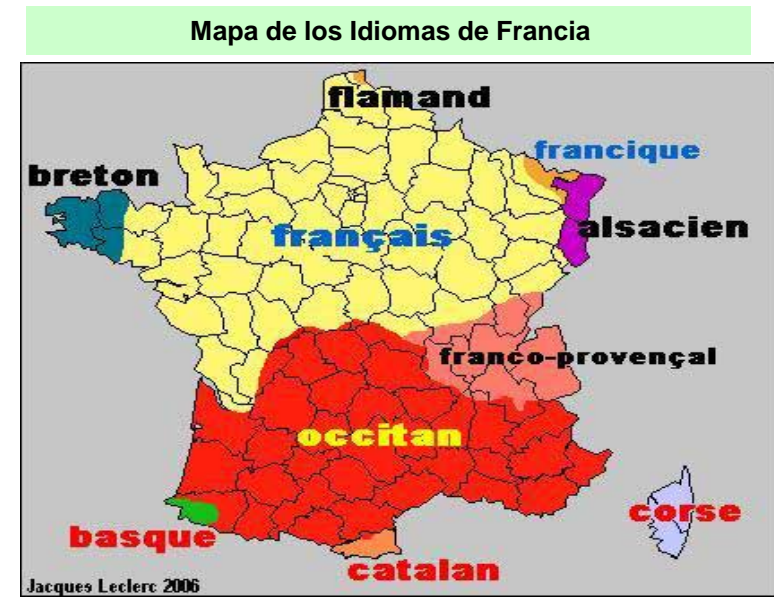 Mapa de los Idiomas de Francia
flamand
francique
breton
alsacien
français
franco-provençal
occitan
corse
basque
catalan
Jacques Leclerc 2006